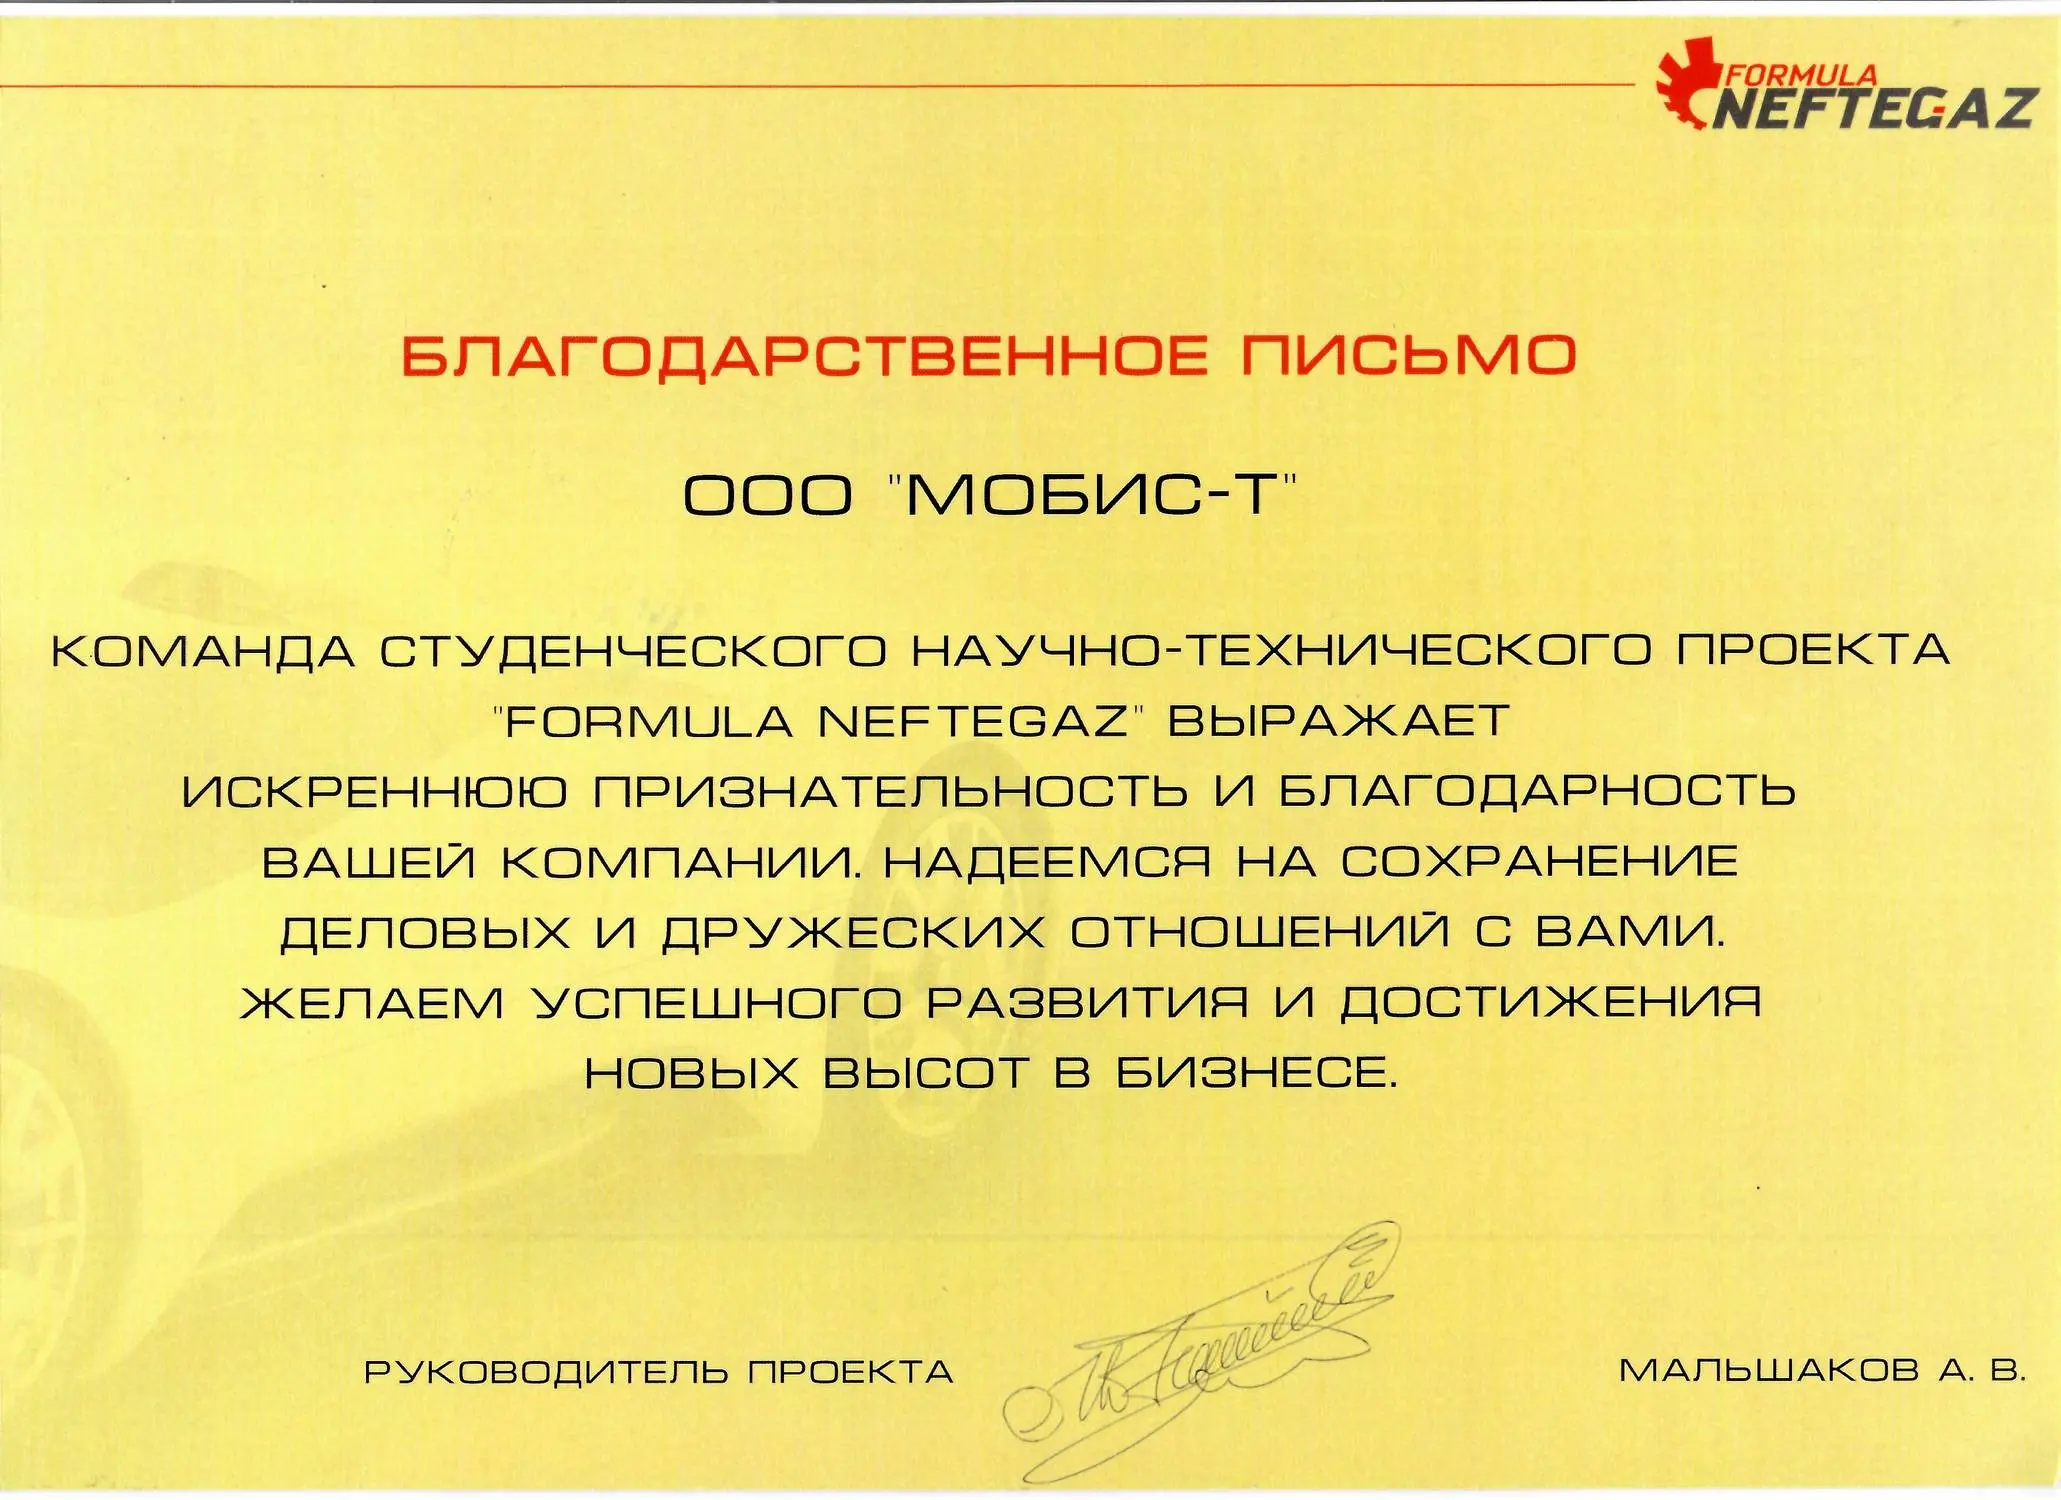 FORMULA
NEFTEGAZ
БЛАГОДАРСТВЕННОЕ ПИСЬМО
ООО "МОБИС-Т"
КОМАНДА СТУДЕНЧЕСКОГО НАУЧНО-ТЕХНИЧЕСКОГО ПРОЕКТА
"FORMULA NEFTEGAZ" ВЫРАЖАЕТ
ИСКРЕННЮЮ ПРИЗНАТЕЛЬНОСТЬ И БЛАГОДАРНОСТЬ
ВАШЕЙ КОМПАНИИ. НАДЕЕМСЯ НА СОХРАНЕНИЕ
ДЕЛОВЫХ И ДРУЖЕСКИХ ОТНОШЕНИЙ С ВАМИ.
ЖЕЛАЕМ УСПЕШНОГО РАЗВИТИЯ И ДОСТИЖЕНИЯ
НОВЫХ ВЫСОТ В БИЗНЕСЕ.
РУКОВОДИТЕЛЬ ПРОЕКТА МАЛЬШАКОВ А. В.